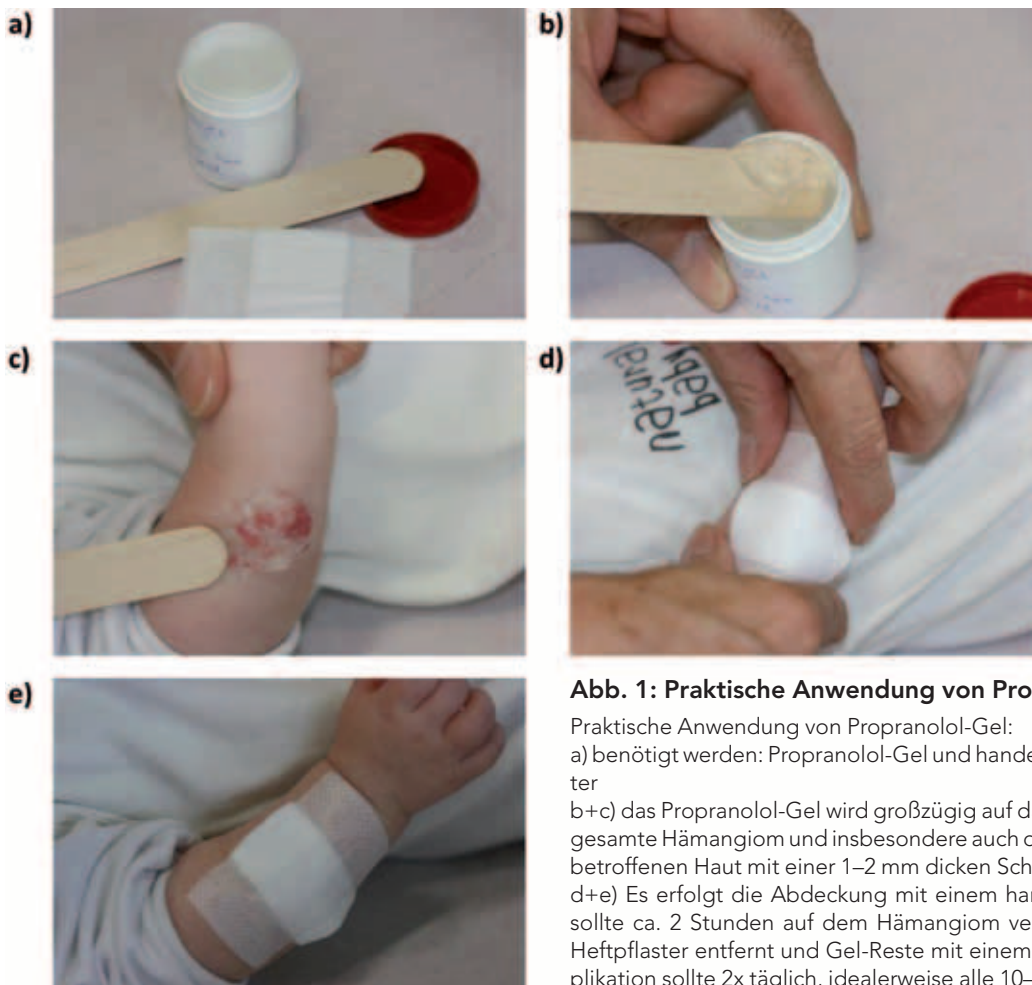 a)
b)
c)
d)
natural
baby
e)
Abb. 1: Praktische Anwendung von Pro
Praktische Anwendung von Propranolol-Gel:
a) benötigt werden: Propranolol-Gel und hande
ter
b+c) das Propranolol-Gel wird großzügig auf d
gesamte Hämangiom und insbesondere auch
betroffenen Haut mit einer 1–2 mm dicken Sch
d+e) Es erfolgt die Abdeckung mit einem han
sollte ca. 2 Stunden auf dem Hämangiom ve
Heftpflaster entfernt und Gel-Reste mit einem
plikation sollte 2x täglich, idealerweise alle 10–